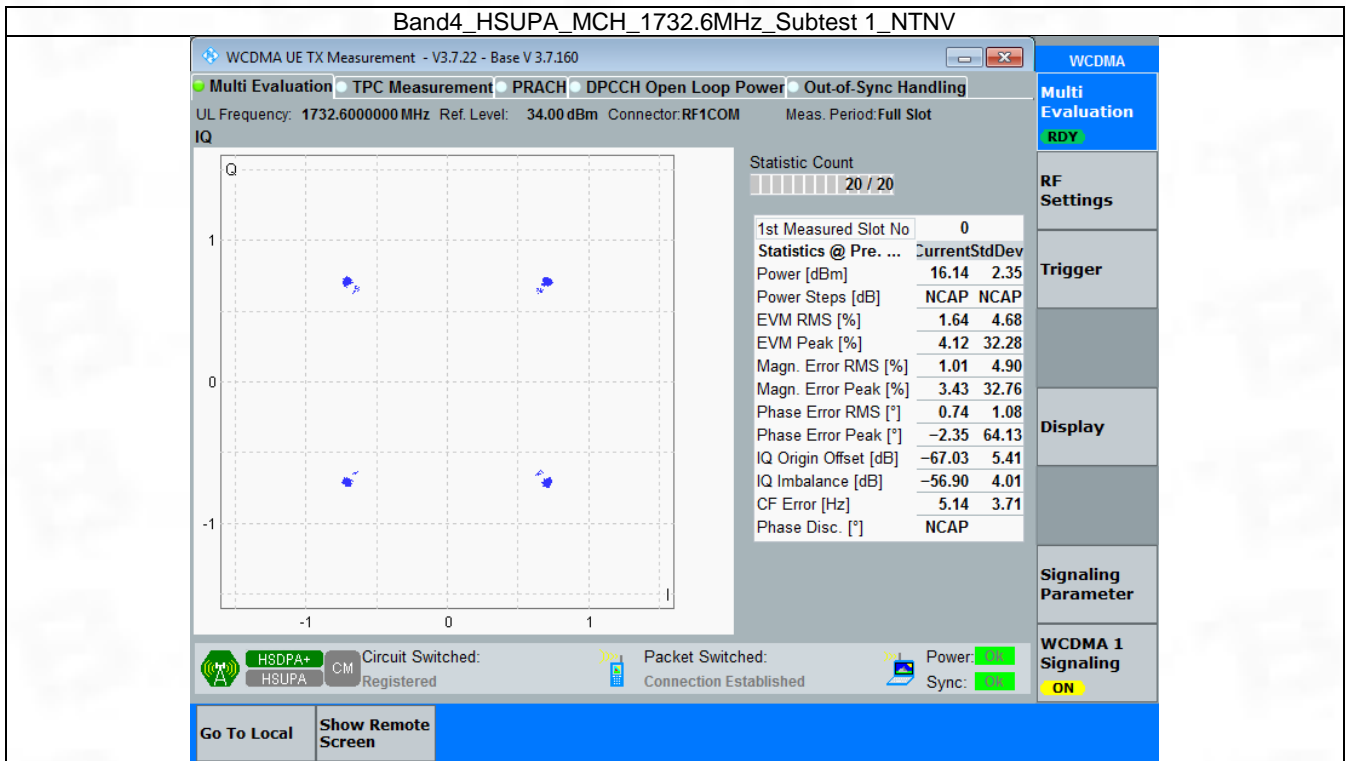 Band4_HSUPA_MCH_1732.6MHz_Subtest 1_NTNV
WCDMA UE TX Measurement - V3.7.22 - Base V 3.7.160
WCDMA
Multi Evaluation TPC Measurement PRACH DPCCH Open Loop Power Out-of-Sync Handling
Multi
Evaluation
RDY
UL Frequency: 1732.6000000 MHz Ref. Level: 34.00 dBm Connector: RF1COM Meas. Period: Full Slot
IQ
Q
1
0
-1
I
-1 0 1
Statistic Count
20 / 20
1st Measured Slot No 0
Statistics @ Pre. ... Current StdDev
Power [dBm] 16.14 2.35
Power Steps [dB] NCAP NCAP
EVM RMS [%] 1.64 4.68
EVM Peak [%] 4.12 32.28
Magn. Error RMS [%] 1.01 4.90
Magn. Error Peak [%] 3.43 32.76
Phase Error RMS [°] 0.74 1.08
Phase Error Peak [°] −2.35 64.13
IQ Origin Offset [dB] −67.03 5.41
IQ Imbalance [dB] −56.90 4.01
CF Error [Hz] 5.14 3.71
Phase Disc. [°] NCAP
RF
Settings
Trigger
Display
Signaling
Parameter
WCDMA 1
Signaling
ON
HSDPA+
HSUPA
CM
Circuit Switched:
Registered
Packet Switched:
Connection Established
Power: Ok
Sync: Ok
Go To Local
Show Remote
Screen